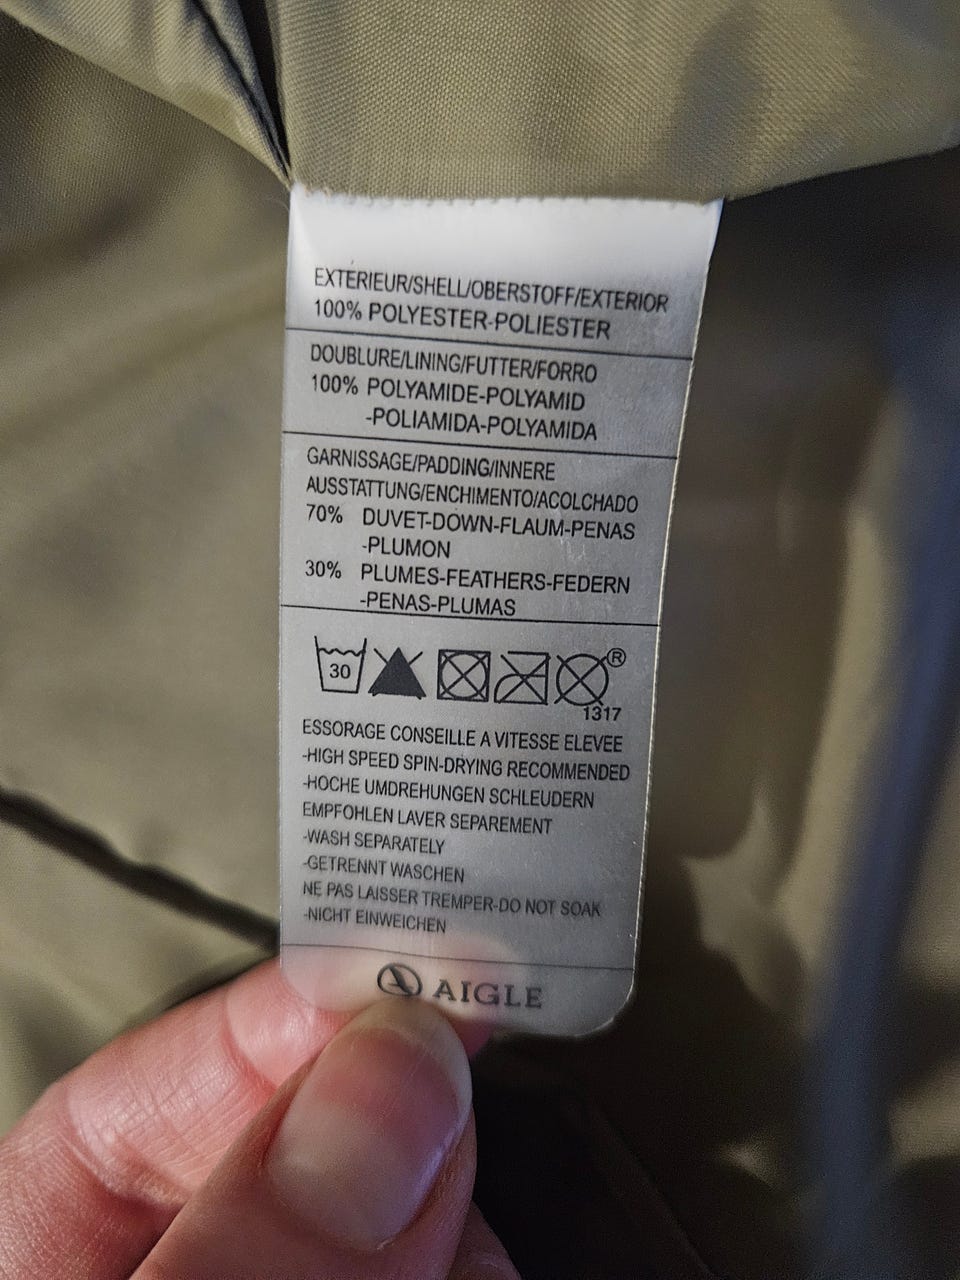 EXTERIEUR/SHELL/OBERSTOFF/EXTERIOR
100% POLYESTER-POLIESTER
DOUBLURE/LINING/FUTTER/FORRO
100% POLYAMIDE-POLYAMID
-POLIAMIDA-POLYAMIDA
GARNISSAGE/PADDING/INNERE
AUSSTATTUNG/ENCHIMENTO/ACOLCHADO
70% DUVET-DOWN-FLAUM-PENAS
-PLUMON
30% PLUMES-FEATHERS-FEDERN
-PENAS-PLUMAS
30 ®
1317
ESSORAGE CONSEILLE A VITESSE ELEVEE
-HIGH SPEED SPIN-DRYING RECOMMENDED
-HOCHE UMDREHUNGEN SCHLEUDERN
EMPFOHLEN LAVER SEPAREMENT
-WASH SEPARATELY
-GETRENNT WASCHEN
NE PAS LAISSER TREMPER-DO NOT SOAK
-NICHT EINWEICHEN
AIGLE